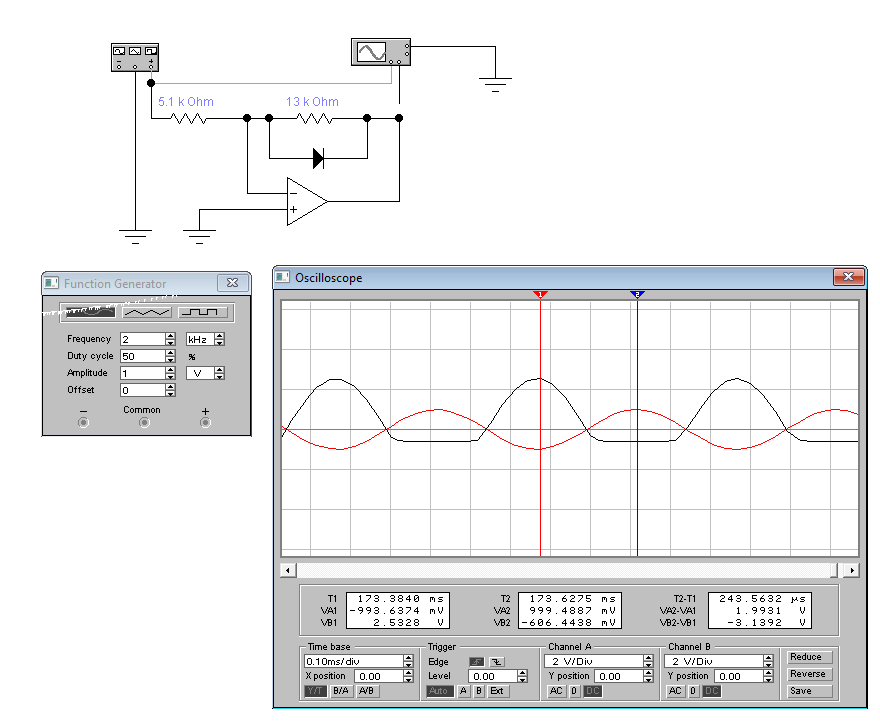 5.1 k Ohm
13 k Ohm
Function Generator
Frequency 2 kHz
Duty cycle 50 %
Amplitude 1 V
Offset 0
Common
Oscilloscope
1 2
T1 173.3840 ms T2 173.6275 ms T2-T1 243.5632 µs
VA1 -993.6374 mV VA2 999.4887 mV VA2-VA1 1.9931 V
VB1 2.5328 V VB2 -606.4438 mV VB2-VB1 -3.1392 V
Time base Trigger Channel A Channel B
0.10ms/div Edge 2 V/Div 2 V/Div Reduce
X position 0.00 Level 0.00 Y position 0.00 Y position 0.00 Reverse
Y/T B/A A/B Auto A B Ext AC 0 DC AC 0 DC Save